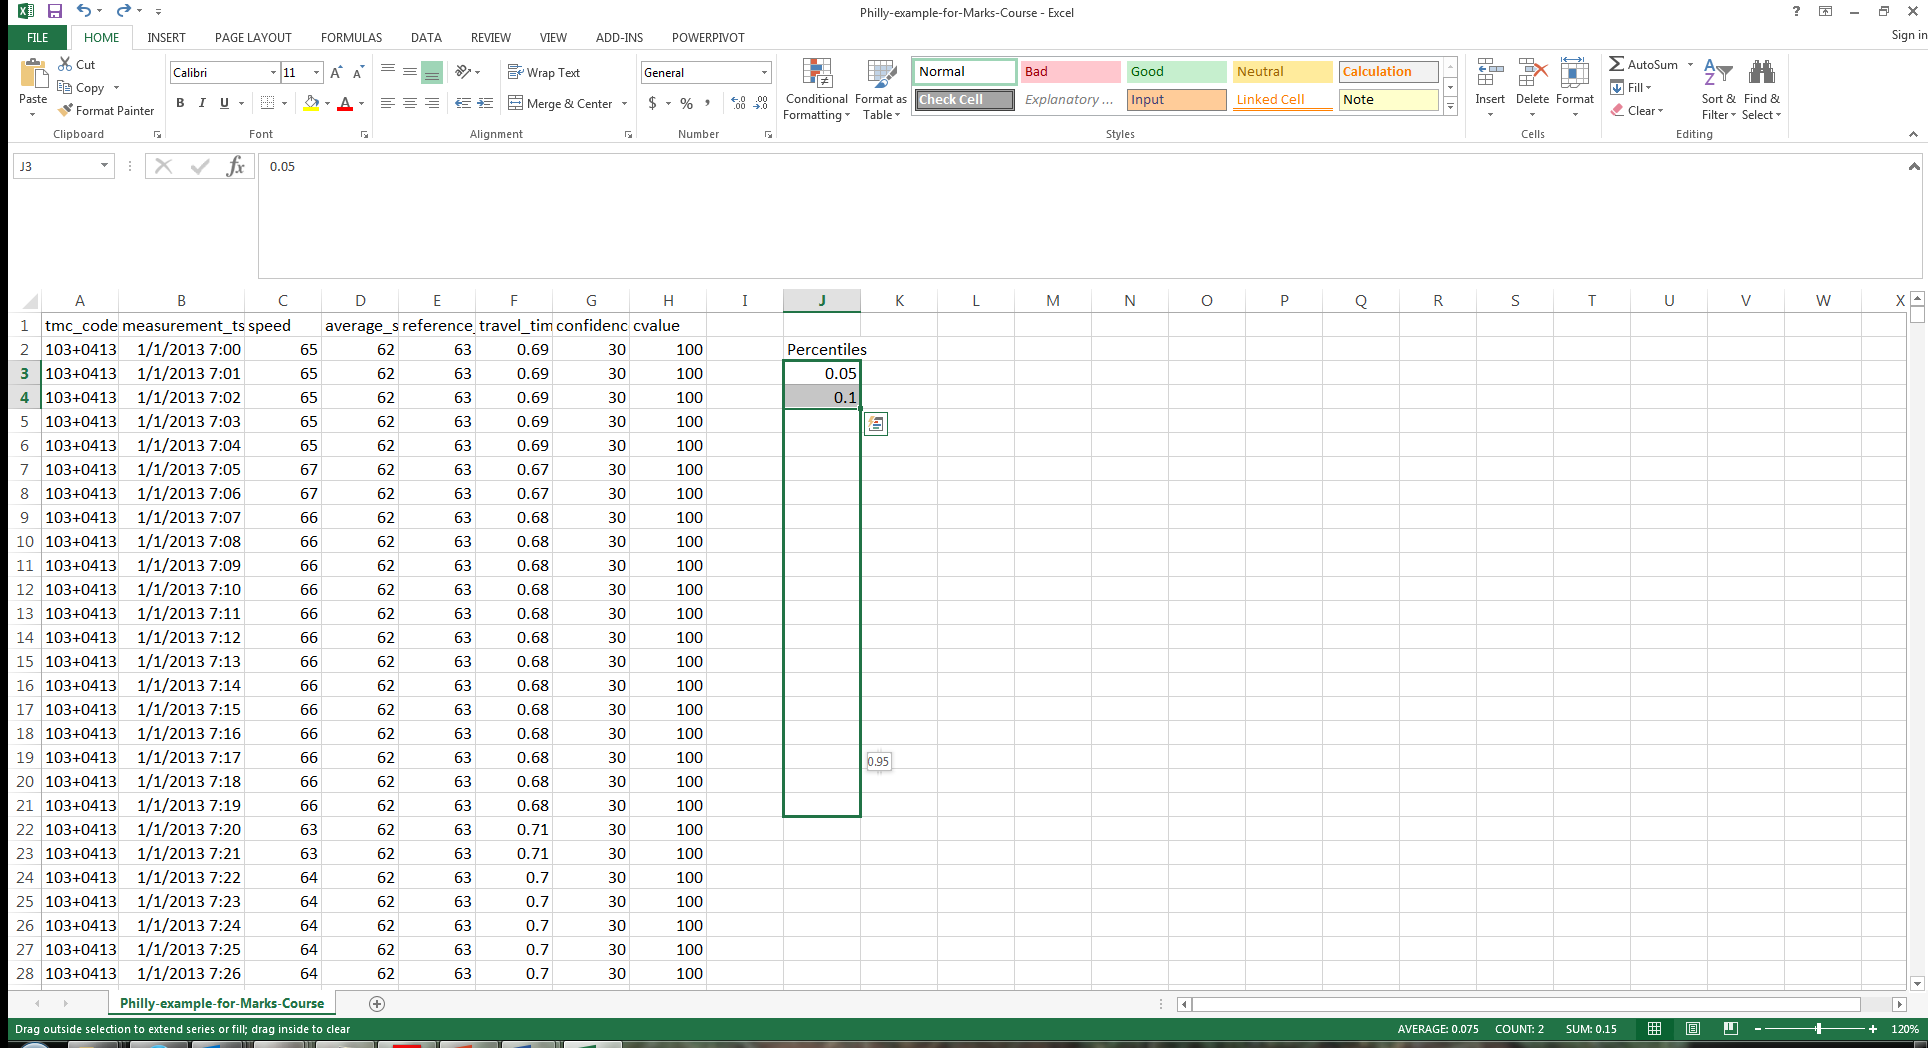 Philly-example-for-Marks-Course - Excel
?
Sign in
FILE HOME INSERT PAGE LAYOUT FORMULAS DATA REVIEW VIEW ADD-INS POWERPIVOT
Paste Cut Copy Format Painter
Clipboard
Calibri 11 A A
B I U A
Font
Wrap Text
Merge & Center
Alignment
General
$ % ,
Number
Conditional Formatting Format as Table
Normal Bad Good Neutral Calculation
Check Cell Explanatory ... Input Linked Cell Note
Styles
Insert Delete Format
Cells
AutoSum
Fill
Clear
Sort & Filter Find & Select
Editing
J3 fx 0.05
A B C D E F G H I J K L M N O P Q R S T U V W X
1 tmc_code measurement_ts speed average_s reference_ travel_tim confidenc cvalue
2 103+0413 1/1/2013 7:00 65 62 63 0.69 30 100 Percentiles
3 103+0413 1/1/2013 7:01 65 62 63 0.69 30 100 0.05
4 103+0413 1/1/2013 7:02 65 62 63 0.69 30 100 0.1
5 103+0413 1/1/2013 7:03 65 62 63 0.69 30 100
6 103+0413 1/1/2013 7:04 65 62 63 0.69 30 100
7 103+0413 1/1/2013 7:05 67 62 63 0.67 30 100
8 103+0413 1/1/2013 7:06 67 62 63 0.67 30 100
9 103+0413 1/1/2013 7:07 66 62 63 0.68 30 100
10 103+0413 1/1/2013 7:08 66 62 63 0.68 30 100
11 103+0413 1/1/2013 7:09 66 62 63 0.68 30 100
12 103+0413 1/1/2013 7:10 66 62 63 0.68 30 100
13 103+0413 1/1/2013 7:11 66 62 63 0.68 30 100
14 103+0413 1/1/2013 7:12 66 62 63 0.68 30 100
15 103+0413 1/1/2013 7:13 66 62 63 0.68 30 100
16 103+0413 1/1/2013 7:14 66 62 63 0.68 30 100
17 103+0413 1/1/2013 7:15 66 62 63 0.68 30 100
18 103+0413 1/1/2013 7:16 66 62 63 0.68 30 100
19 103+0413 1/1/2013 7:17 66 62 63 0.68 30 100 0.95
20 103+0413 1/1/2013 7:18 66 62 63 0.68 30 100
21 103+0413 1/1/2013 7:19 66 62 63 0.68 30 100
22 103+0413 1/1/2013 7:20 63 62 63 0.71 30 100
23 103+0413 1/1/2013 7:21 63 62 63 0.71 30 100
24 103+0413 1/1/2013 7:22 64 62 63 0.7 30 100
25 103+0413 1/1/2013 7:23 64 62 63 0.7 30 100
26 103+0413 1/1/2013 7:24 64 62 63 0.7 30 100
27 103+0413 1/1/2013 7:25 64 62 63 0.7 30 100
28 103+0413 1/1/2013 7:26 64 62 63 0.7 30 100
Philly-example-for-Marks-Course
Drag outside selection to extend series or fill; drag inside to clear AVERAGE: 0.075 COUNT: 2 SUM: 0.15 120%